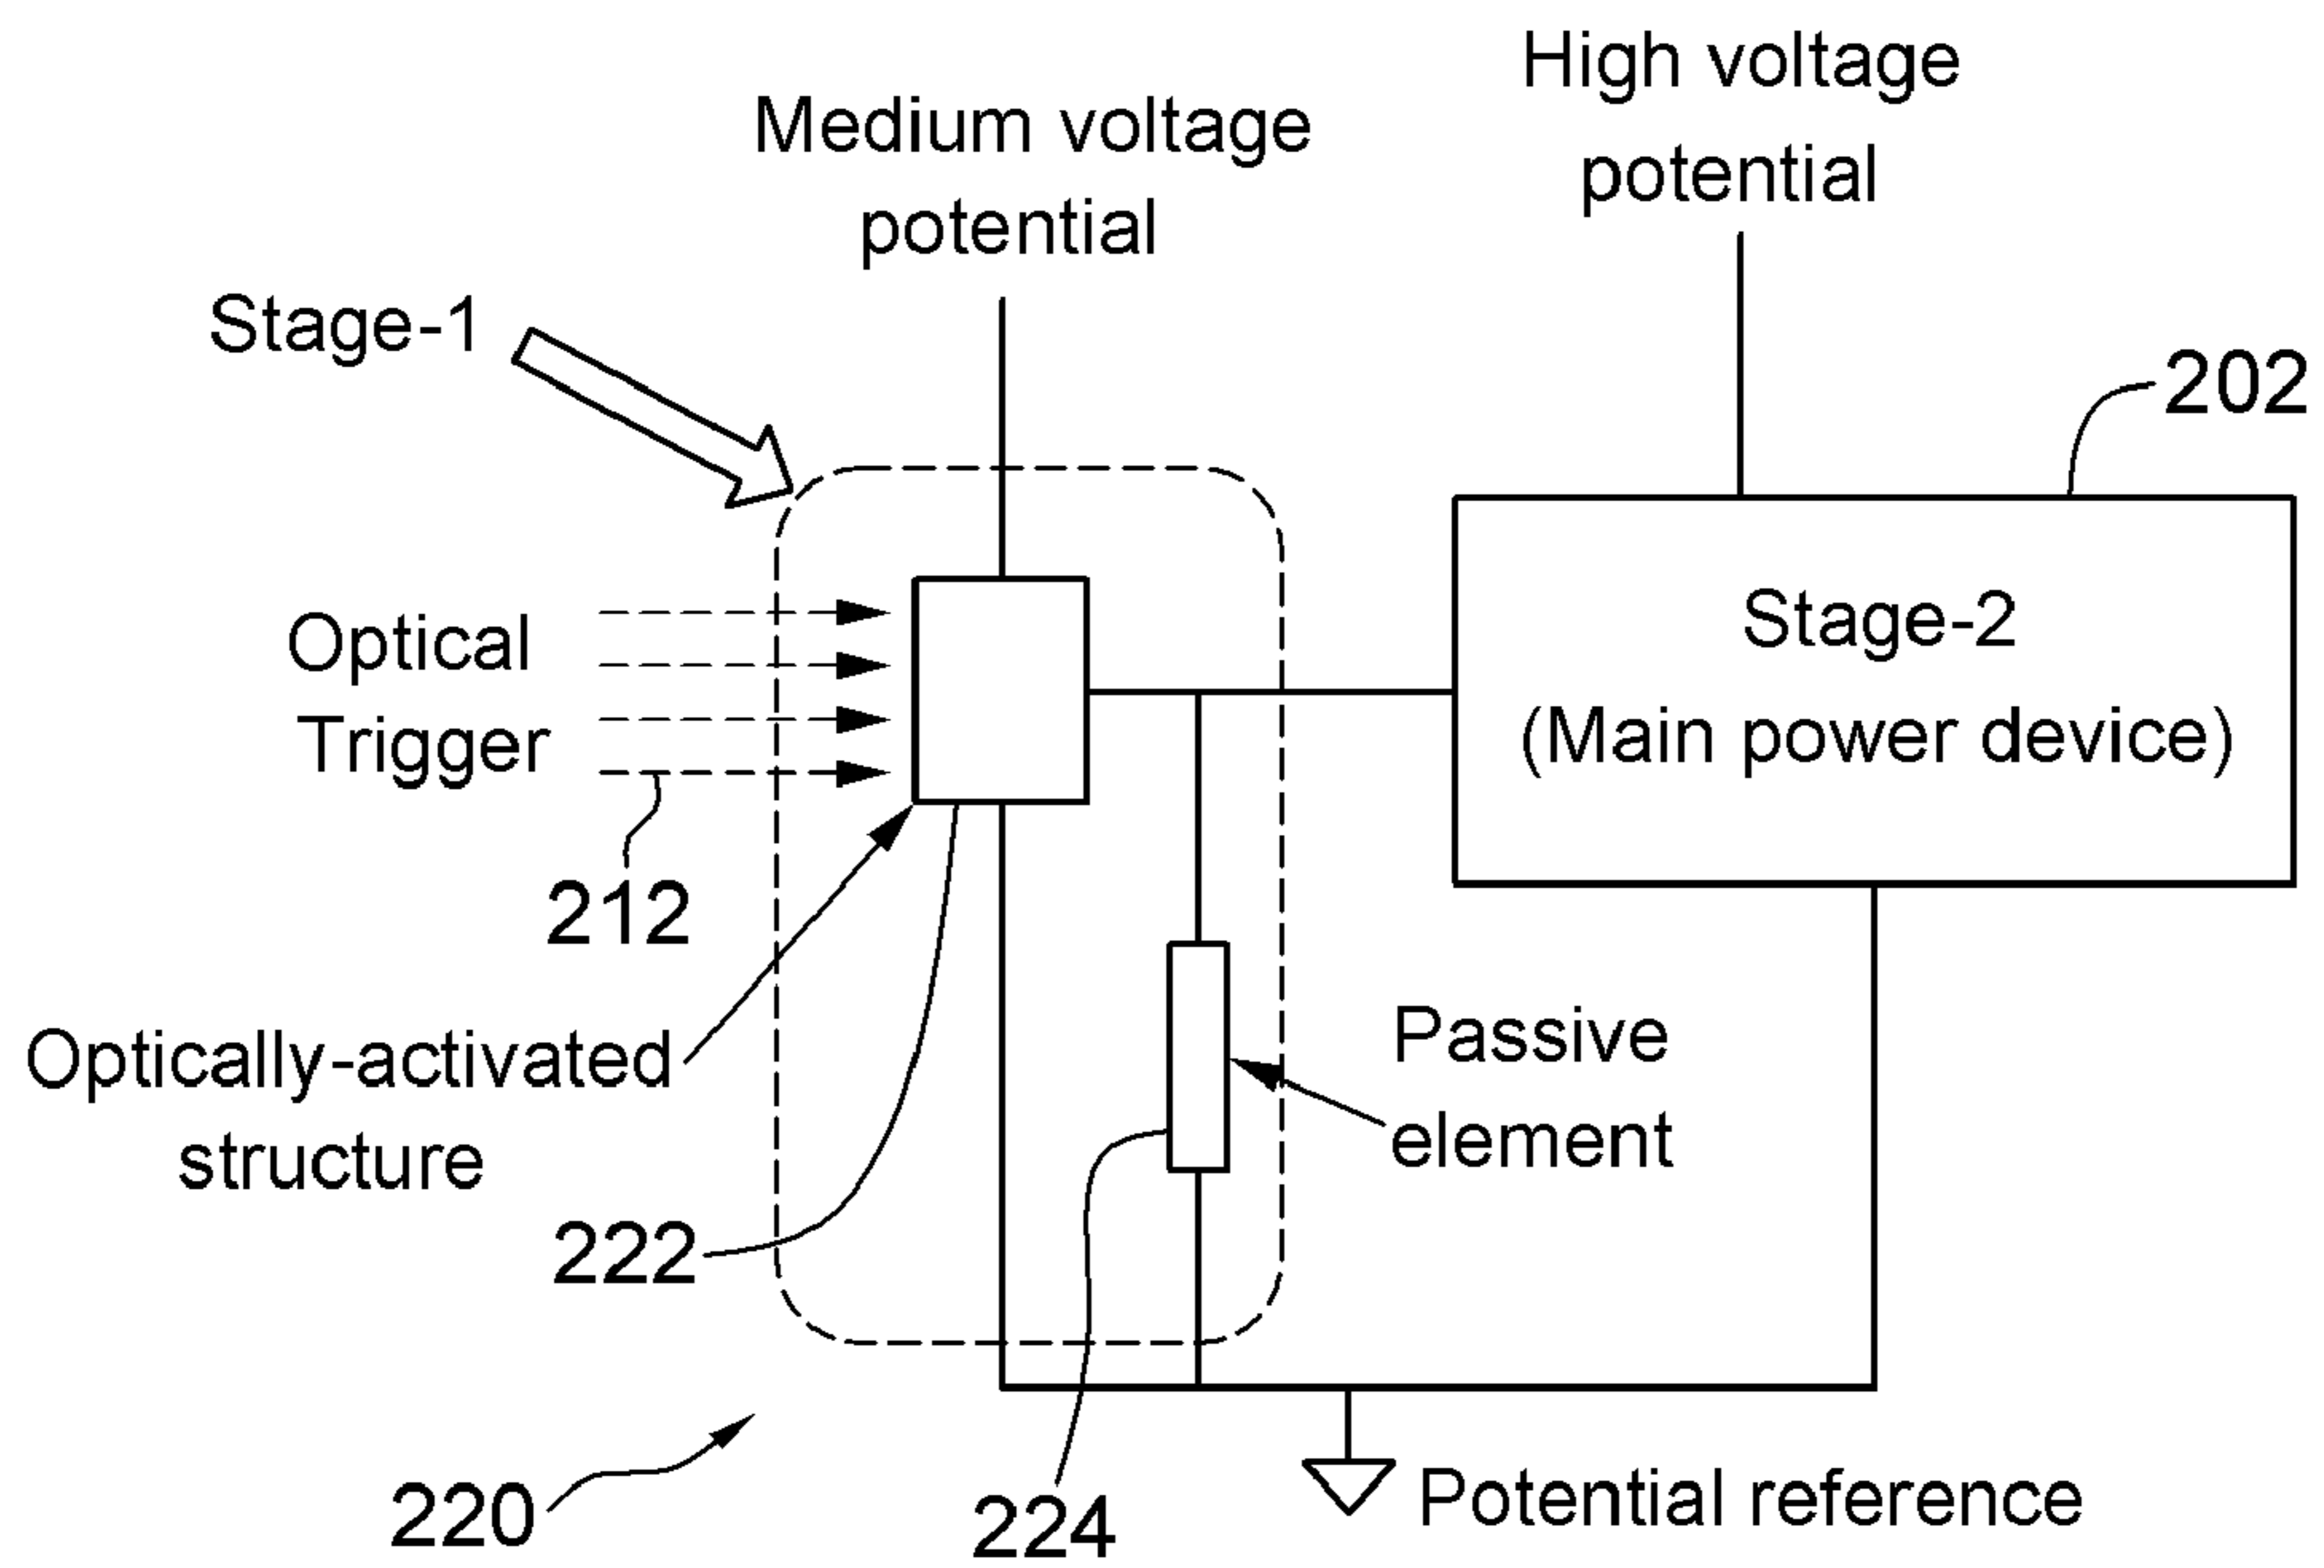 High voltage
potential
Medium voltage
potential
Stage-1
202
Optical
Trigger
212
Stage-2
(Main power device)
Optically-activated
structure
222
Passive
element
220
224
Potential reference